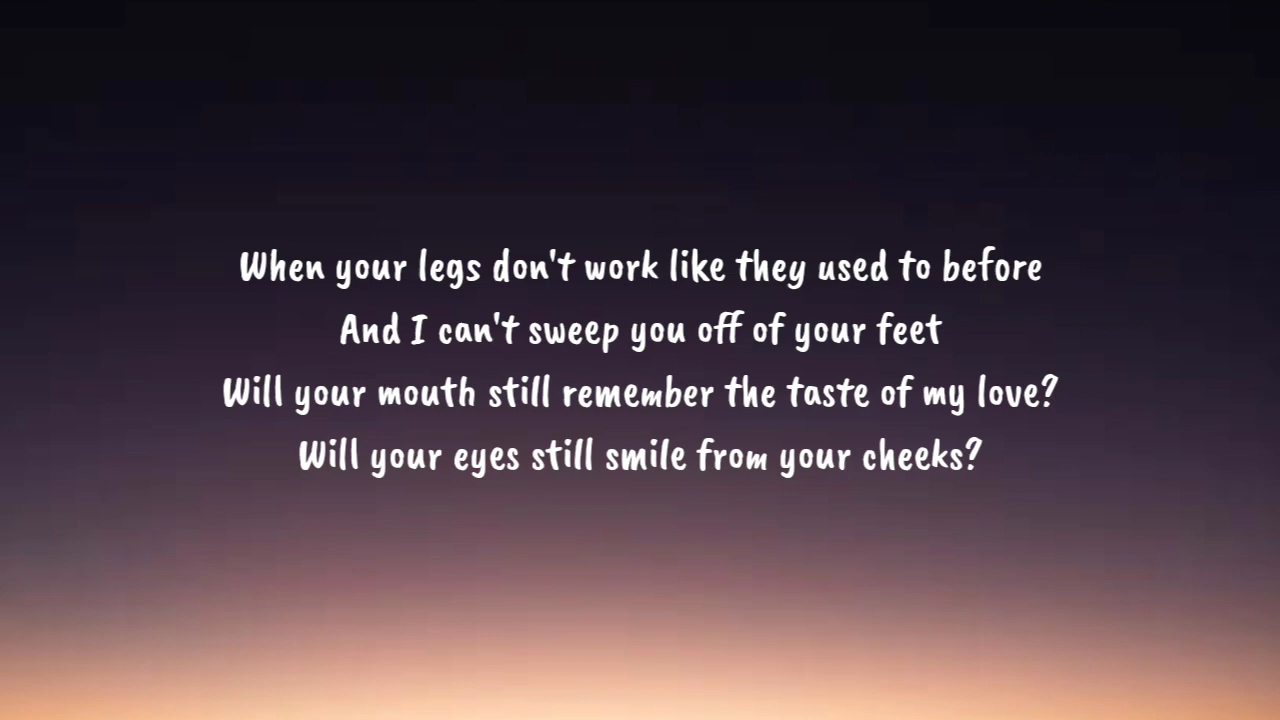 When your legs don't work like they used to before
And I can't sweep you off of your feet
Will your mouth still remember the taste of my love?
Will your eyes still smile from your cheeks?